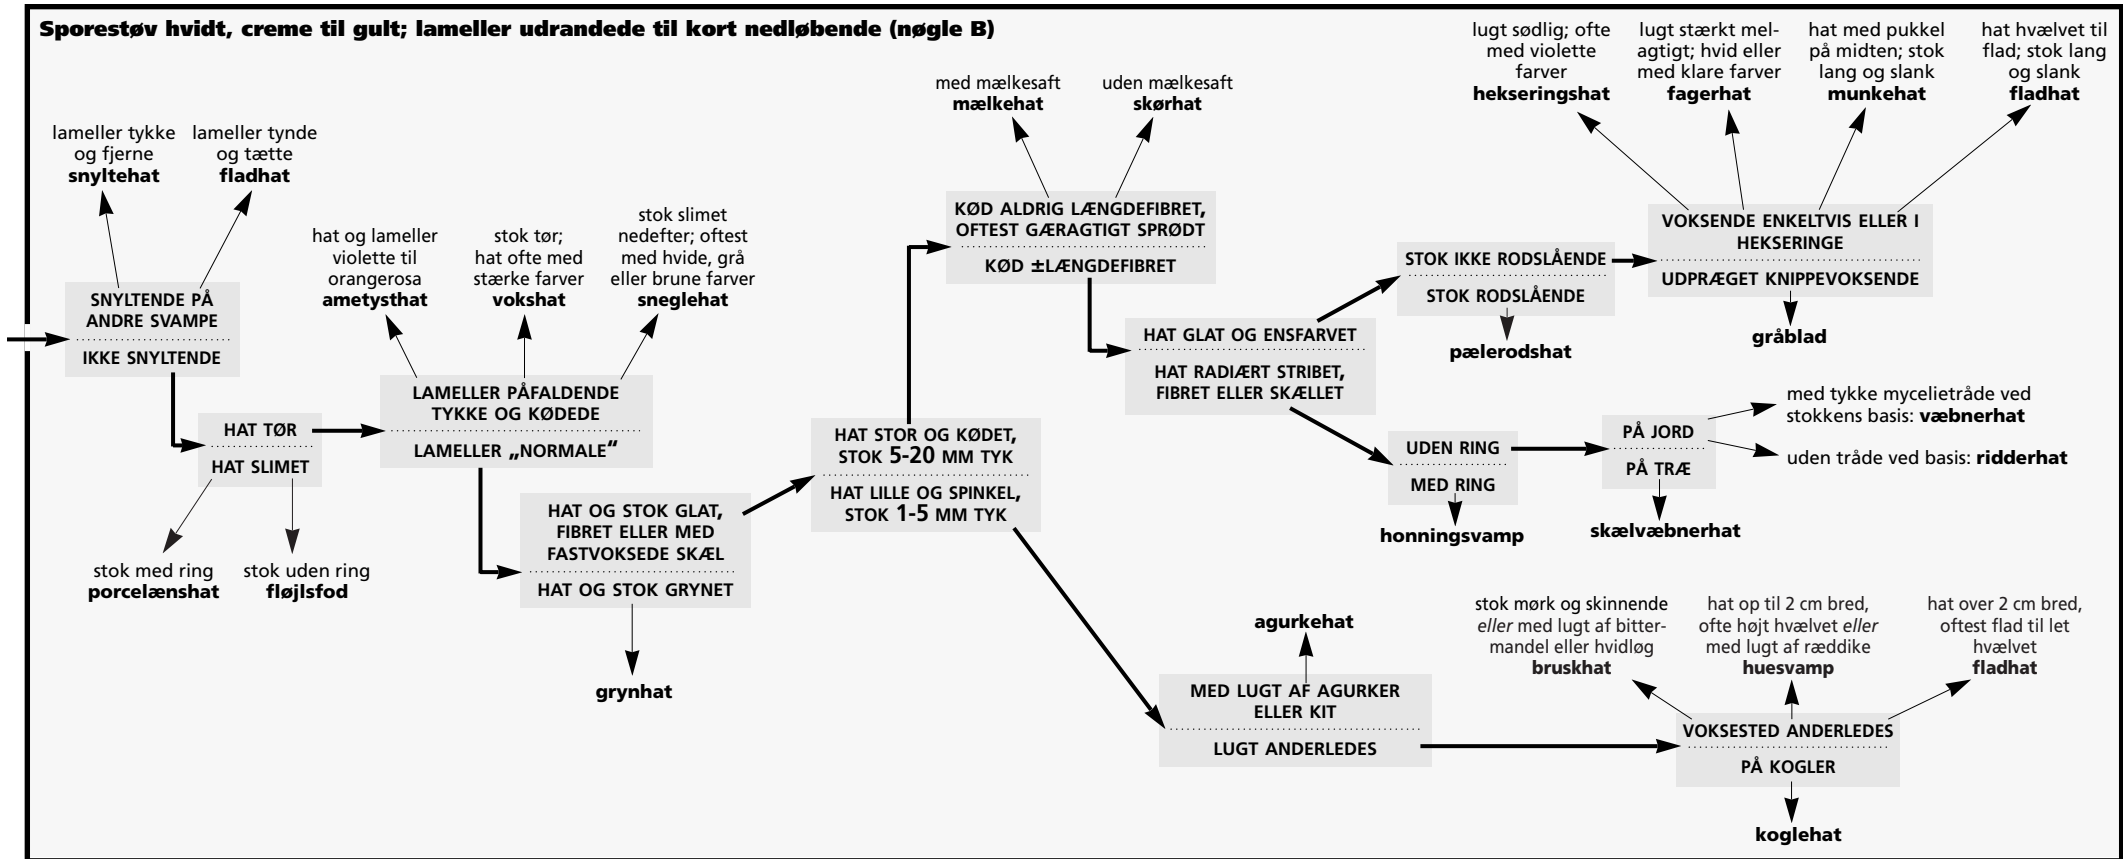 Sporestøv hvidt, creme til gult; lameller udrandede til kort nedløbende (nøgle B)
lameller tykke
og fjerne
snyltehat
lameller tynde
og tætte
fladhat
SNYLTENDE PÅ
ANDRE SVAMPE
IKKE SNYLTENDE
HAT TØR
HAT SLIMET
stok med ring
porcelænshat
stok uden ring
fløjlsfod
hat og lameller
violette til
orangerosa
ametysthat
stok tør;
hat ofte med
stærke farver
vokshat
stok slimet
nedefter; oftest
med hvide, grå
eller brune farver
sneglehat
LAMELLER PÅFALDENDE
TYKKE OG KØDEDE
LAMELLER „NORMALE“
HAT OG STOK GLAT,
FIBRET ELLER MED
FASTVOKSEDE SKÆL
HAT OG STOK GRYNET
grynhat
HAT STOR OG KØDET,
STOK 5-20 MM TYK
HAT LILLE OG SPINKEL,
STOK 1-5 MM TYK
med mælkesaft
mælkehat
uden mælkesaft
skørhat
KØD ALDRIG LÆNGDEFIBRET,
OFTEST GÆRAGTIGT SPRØDT
KØD ±LÆNGDEFIBRET
HAT GLAT OG ENSFARVET
HAT RADIÆRT STRIBET,
FIBRET ELLER SKÆLLET
STOK IKKE RODSLÅENDE
STOK RODSLÅENDE
pælerodshat
lugt sødlig; ofte
med violette
farver
hekseringshat
lugt stærkt mel-
agtigt; hvid eller
med klare farver
fagerhat
hat med pukkel
på midten; stok
lang og slank
munkehat
hat hvælvet til
flad; stok lang
og slank
fladhat
VOKSENDE ENKELTVIS ELLER I
HEKSERINGE
UDPRÆGET KNIPPEVOKSENDE
gråblad
UDEN RING
MED RING
honningsvamp
PÅ JORD
PÅ TRÆ
skælvæbnerhat
med tykke mycelietråde ved
stokkens basis: væbnerhat
uden tråde ved basis: ridderhat
agurkehat
MED LUGT AF AGURKER
ELLER KIT
LUGT ANDERLEDES
stok mørk og skinnende
eller med lugt af bitter-
mandel eller hvidløg
bruskhat
hat op til 2 cm bred,
ofte højt hvælvet eller
med lugt af ræddike
huesvamp
hat over 2 cm bred,
oftest flad til let
hvælvet
fladhat
VOKSESTED ANDERLEDES
PÅ KOGLER
koglehat